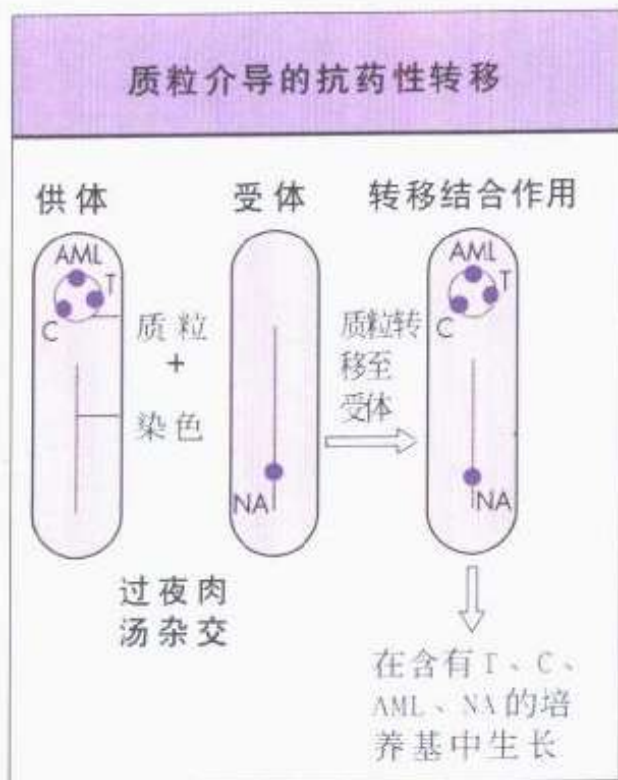 质粒介导的抗药性转移
供体
受体
转移结合作用
AML
T
C
质粒
+
染色
NA
质粒转
移至
受体
AML
T
C
NA
过夜肉
汤杂交
在含有T、C、
AML、NA的培
养基中生长